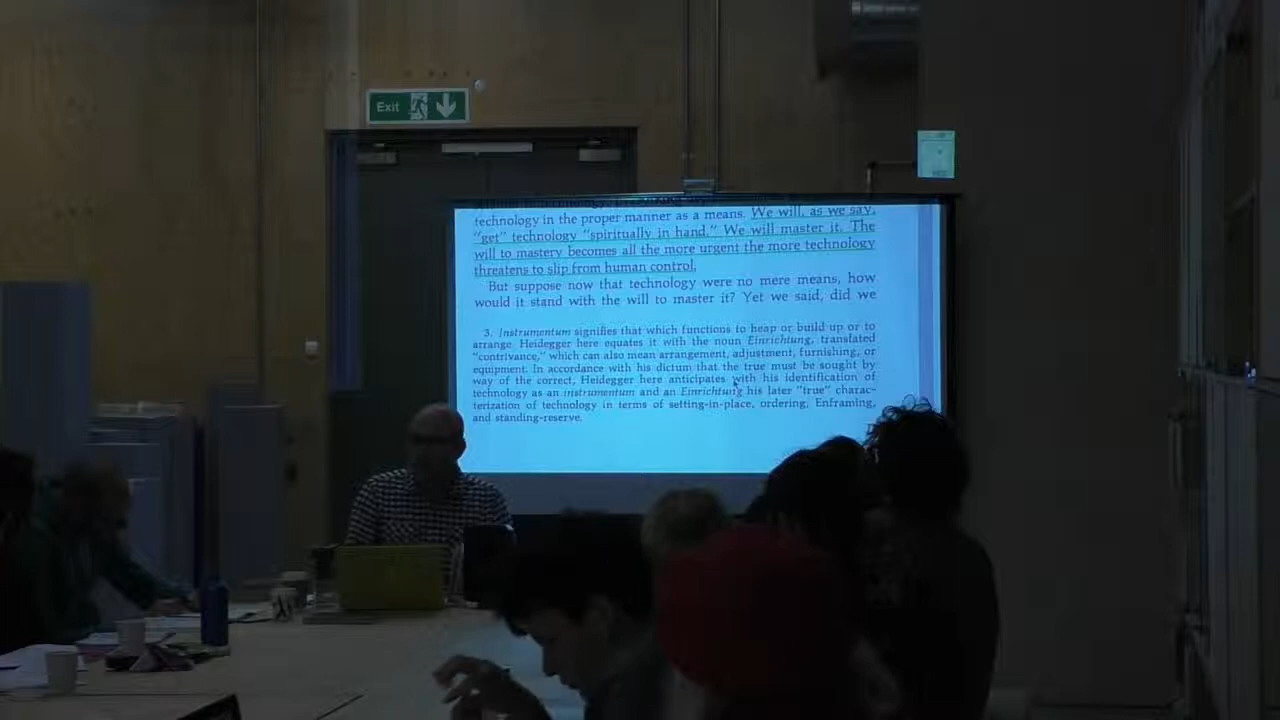 Exit
technology in the proper manner as a means. We will, as we say,
"get" technology "spiritually in hand." We will master it. The
will to mastery becomes all the more urgent the more technology
threatens to slip from human control.
But suppose now that technology were no mere means, how
would it stand with the will to master it? Yet we said, did we
3. Instrumentum signifies that which functions to heap or build up or to
arrange. Heidegger here equates it with the noun Einrichtung, translated
"contrivance," which can also mean arrangement, adjustment, furnishing, or
equipment. In accordance with his dictum that the true must be sought by
way of the correct, Heidegger here anticipates with his identification of
technology as an instrumentum and an Einrichtung his later "true" charac-
terization of technology in terms of setting-in-place, ordering, Enframing,
and standing-reserve.